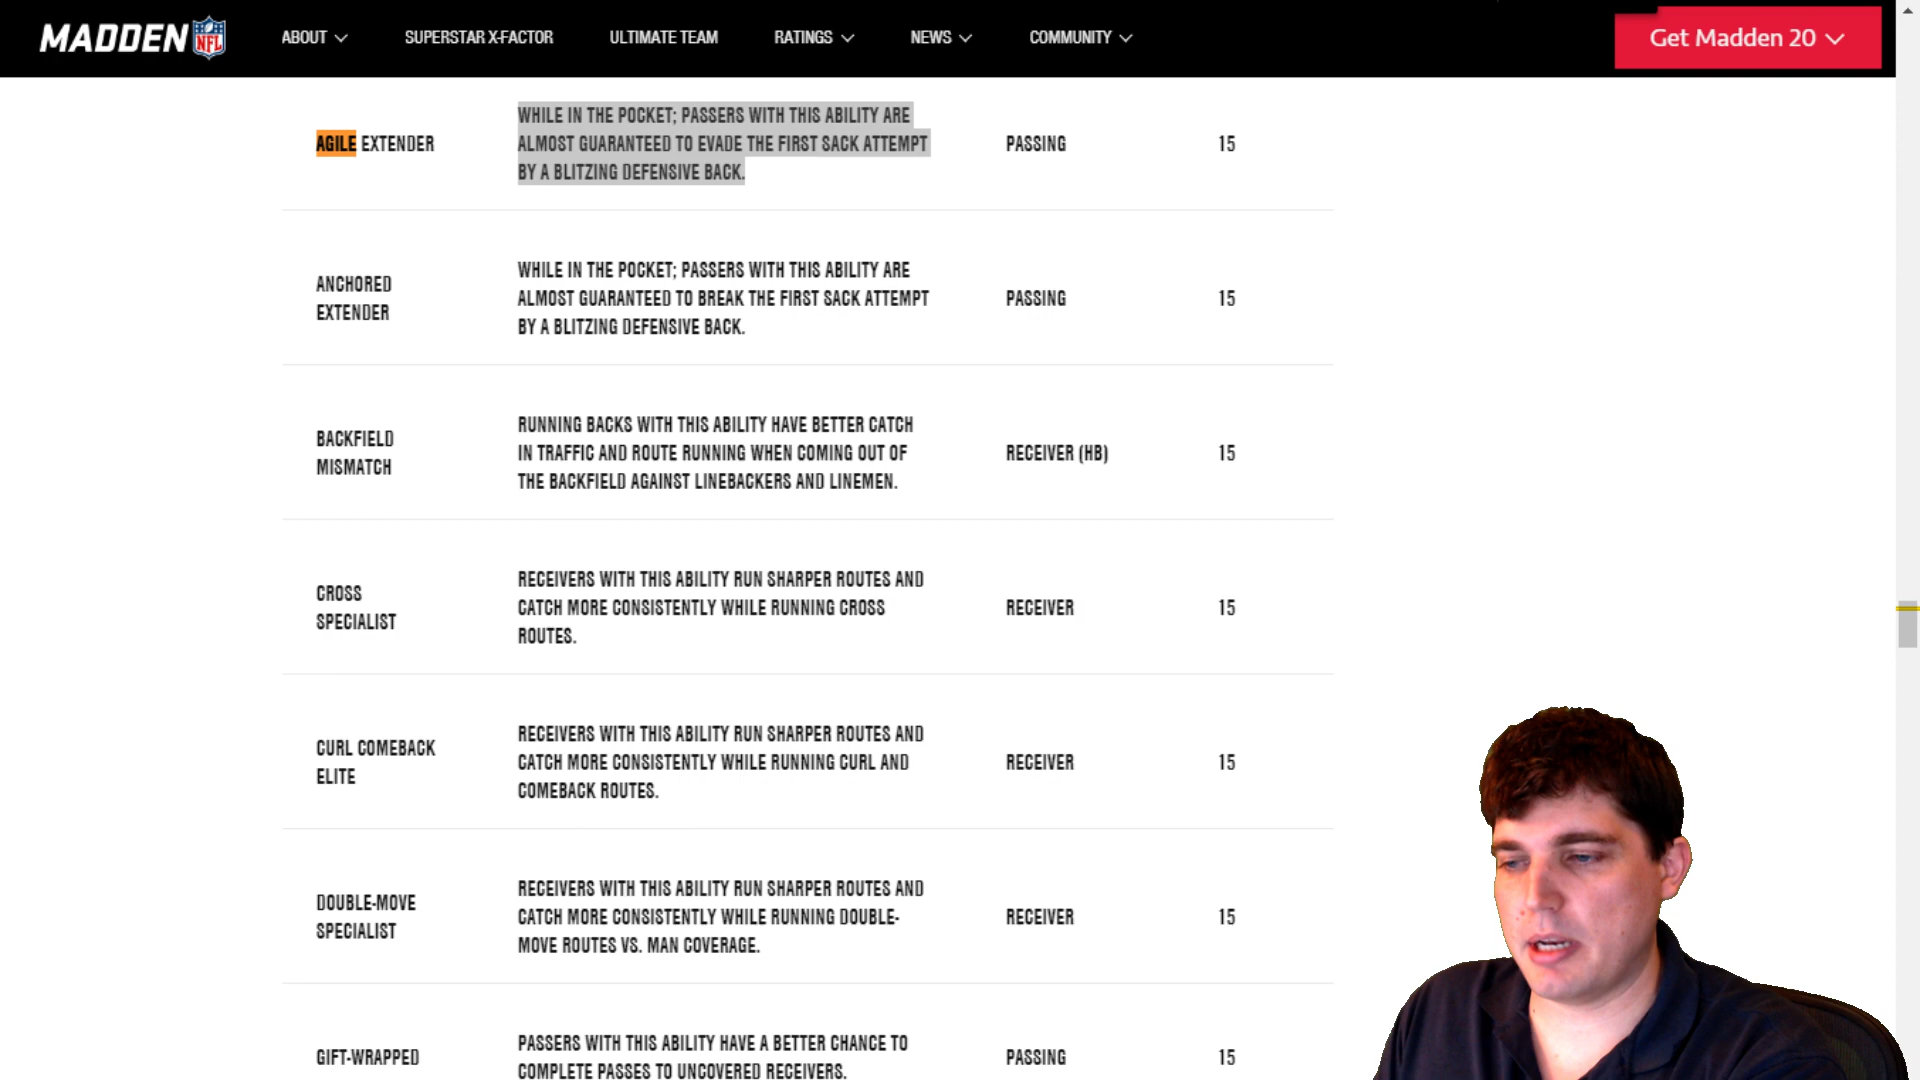 MADDEN NFL
ABOUT
SUPERSTAR X-FACTOR
ULTIMATE TEAM
RATINGS
NEWS
COMMUNITY
Get Madden 20
AGILE EXTENDER
WHILE IN THE POCKET; PASSERS WITH THIS ABILITY ARE
ALMOST GUARANTEED TO EVADE THE FIRST SACK ATTEMPT
BY A BLITZING DEFENSIVE BACK.
PASSING
15
ANCHORED
EXTENDER
WHILE IN THE POCKET; PASSERS WITH THIS ABILITY ARE
ALMOST GUARANTEED TO BREAK THE FIRST SACK ATTEMPT
BY A BLITZING DEFENSIVE BACK.
PASSING
15
BACKFIELD
MISMATCH
RUNNING BACKS WITH THIS ABILITY HAVE BETTER CATCH
IN TRAFFIC AND ROUTE RUNNING WHEN COMING OUT OF
THE BACKFIELD AGAINST LINEBACKERS AND LINEMEN.
RECEIVER (HB)
15
CROSS
SPECIALIST
RECEIVERS WITH THIS ABILITY RUN SHARPER ROUTES AND
CATCH MORE CONSISTENTLY WHILE RUNNING CROSS
ROUTES.
RECEIVER
15
CURL COMEBACK
ELITE
RECEIVERS WITH THIS ABILITY RUN SHARPER ROUTES AND
CATCH MORE CONSISTENTLY WHILE RUNNING CURL AND
COMEBACK ROUTES.
RECEIVER
15
DOUBLE-MOVE
SPECIALIST
RECEIVERS WITH THIS ABILITY RUN SHARPER ROUTES AND
CATCH MORE CONSISTENTLY WHILE RUNNING DOUBLE-
MOVE ROUTES VS. MAN COVERAGE.
RECEIVER
15
GIFT-WRAPPED
PASSERS WITH THIS ABILITY HAVE A BETTER CHANCE TO
COMPLETE PASSES TO UNCOVERED RECEIVERS.
PASSING
15